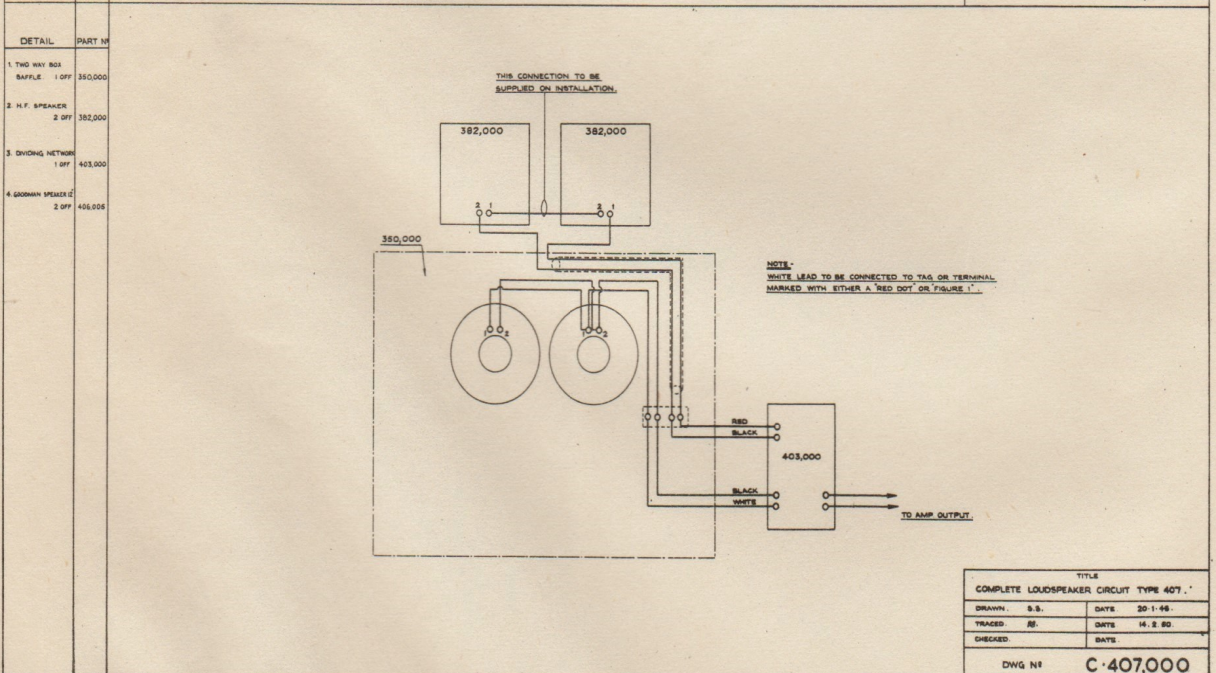 DETAIL PART Nº
1. TWO WAY BOX
BAFFLE. 1 OFF 350,000
2. H.F. SPEAKER
2 OFF 382,000
3. DIVIDING NETWORK
1 OFF 403,000
4. GOODMAN SPEAKER 12"
2 OFF 406,005
THIS CONNECTION TO BE
SUPPLIED ON INSTALLATION.
382,000 382,000
2 1 2 1
350,000
NOTE -
WHITE LEAD TO BE CONNECTED TO TAG OR TERMINAL
MARKED WITH EITHER A "RED DOT" OR "FIGURE 1".
1 2 1 2
RED
BLACK
403,000
BLACK
WHITE
TO AMP OUTPUT.
TITLE
COMPLETE LOUDSPEAKER CIRCUIT TYPE 407.
DRAWN. S.S. DATE 20·1·46.
TRACED. DATE 14.2.50.
CHECKED. DATE.
DWG Nº C·407,000